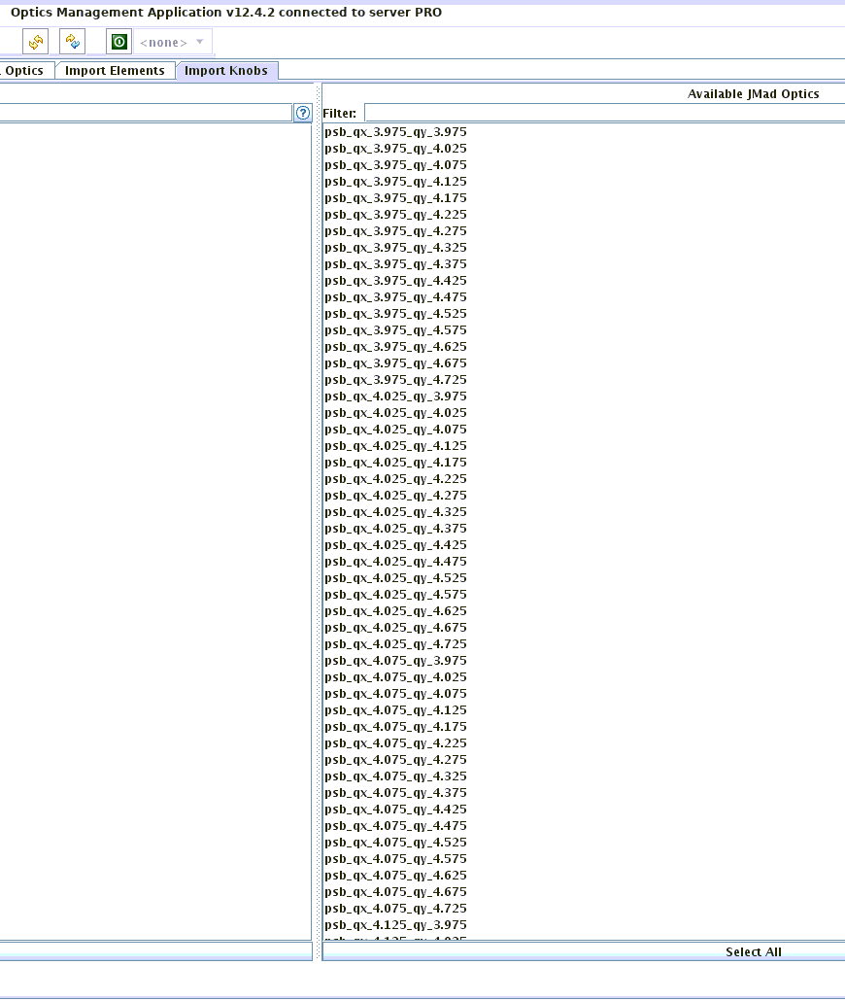 Optics Management Application v12.4.2 connected to server PRO
<none>
Optics Import Elements Import Knobs
Available JMad Optics
Filter:
psb_qx_3.975_qy_3.975
psb_qx_3.975_qy_4.025
psb_qx_3.975_qy_4.075
psb_qx_3.975_qy_4.125
psb_qx_3.975_qy_4.175
psb_qx_3.975_qy_4.225
psb_qx_3.975_qy_4.275
psb_qx_3.975_qy_4.325
psb_qx_3.975_qy_4.375
psb_qx_3.975_qy_4.425
psb_qx_3.975_qy_4.475
psb_qx_3.975_qy_4.525
psb_qx_3.975_qy_4.575
psb_qx_3.975_qy_4.625
psb_qx_3.975_qy_4.675
psb_qx_3.975_qy_4.725
psb_qx_4.025_qy_3.975
psb_qx_4.025_qy_4.025
psb_qx_4.025_qy_4.075
psb_qx_4.025_qy_4.125
psb_qx_4.025_qy_4.175
psb_qx_4.025_qy_4.225
psb_qx_4.025_qy_4.275
psb_qx_4.025_qy_4.325
psb_qx_4.025_qy_4.375
psb_qx_4.025_qy_4.425
psb_qx_4.025_qy_4.475
psb_qx_4.025_qy_4.525
psb_qx_4.025_qy_4.575
psb_qx_4.025_qy_4.625
psb_qx_4.025_qy_4.675
psb_qx_4.025_qy_4.725
psb_qx_4.075_qy_3.975
psb_qx_4.075_qy_4.025
psb_qx_4.075_qy_4.075
psb_qx_4.075_qy_4.125
psb_qx_4.075_qy_4.175
psb_qx_4.075_qy_4.225
psb_qx_4.075_qy_4.275
psb_qx_4.075_qy_4.325
psb_qx_4.075_qy_4.375
psb_qx_4.075_qy_4.425
psb_qx_4.075_qy_4.475
psb_qx_4.075_qy_4.525
psb_qx_4.075_qy_4.575
psb_qx_4.075_qy_4.625
psb_qx_4.075_qy_4.675
psb_qx_4.075_qy_4.725
psb_qx_4.125_qy_3.975
Select All